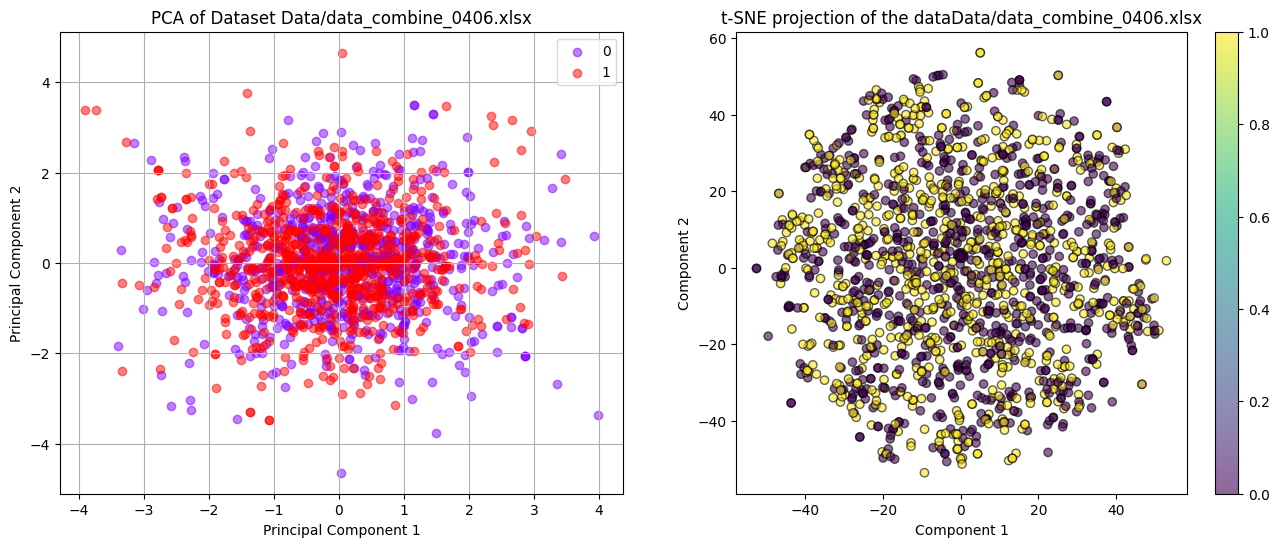 PCA of Dataset Data/data_combine_0406.xlsx
0
1
4
2
0
−2
−4
Principal Component 2
−4 −3 −2 −1 0 1 2 3 4
Principal Component 1
t-SNE projection of the dataData/data_combine_0406.xlsx
60
40
20
0
−20
−40
Component 2
−40 −20 0 20 40
Component 1
1.0
0.8
0.6
0.4
0.2
0.0